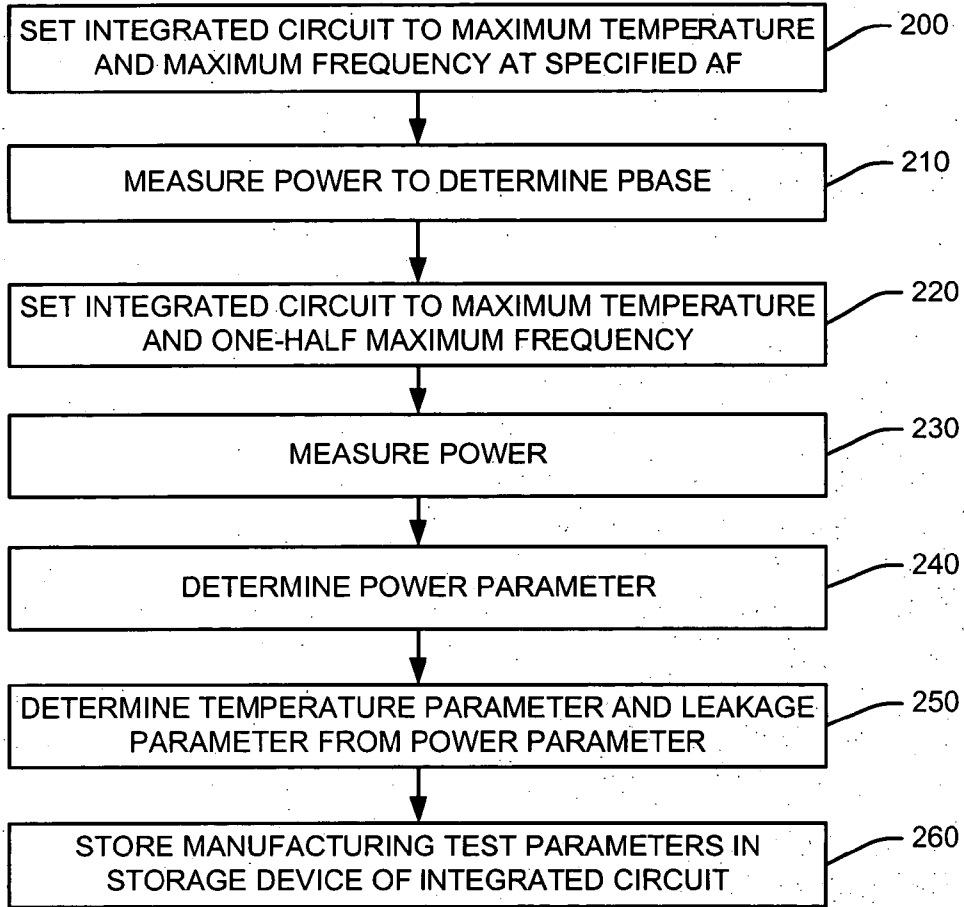 SET INTEGRATED CIRCUIT TO MAXIMUM TEMPERATURE
AND MAXIMUM FREQUENCY AT SPECIFIED AF
200
MEASURE POWER TO DETERMINE PBASE
210
SET INTEGRATED CIRCUIT TO MAXIMUM TEMPERATURE
AND ONE-HALF MAXIMUM FREQUENCY
220
MEASURE POWER
230
DETERMINE POWER PARAMETER
240
DETERMINE TEMPERATURE PARAMETER AND LEAKAGE
PARAMETER FROM POWER PARAMETER
250
STORE MANUFACTURING TEST PARAMETERS IN
STORAGE DEVICE OF INTEGRATED CIRCUIT
260